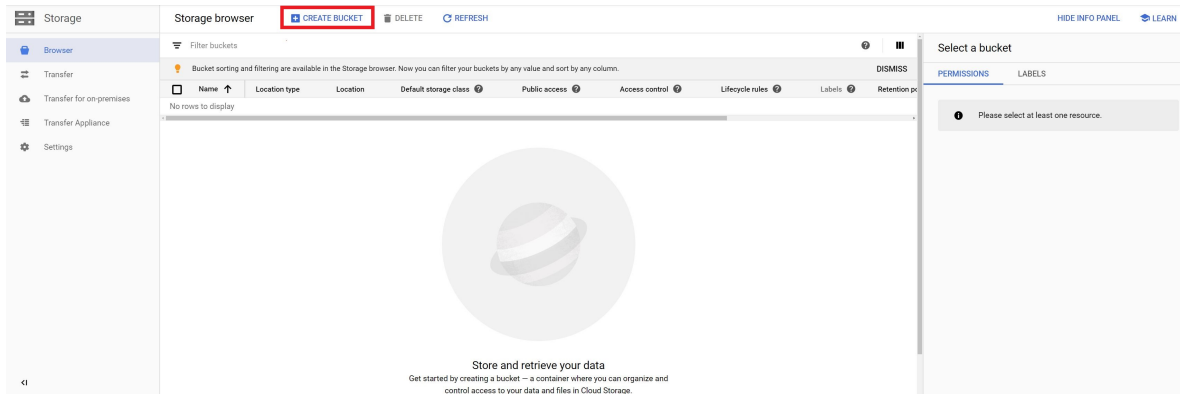 Storage
Storage browser
CREATE BUCKET
DELETE
REFRESH
HIDE INFO PANEL
LEARN
Browser
Transfer
Transfer for on-premises
Transfer Appliance
Settings
Filter buckets
Bucket sorting and filtering are available in the Storage browser. Now you can filter your buckets by any value and sort by any column.
DISMISS
Name Location type Location Default storage class Public access Access control Lifecycle rules Labels Retention po
No rows to display
Store and retrieve your data
Get started by creating a bucket — a container where you can organize and
control access to your data and files in Cloud Storage.
Select a bucket
PERMISSIONS LABELS
Please select at least one resource.